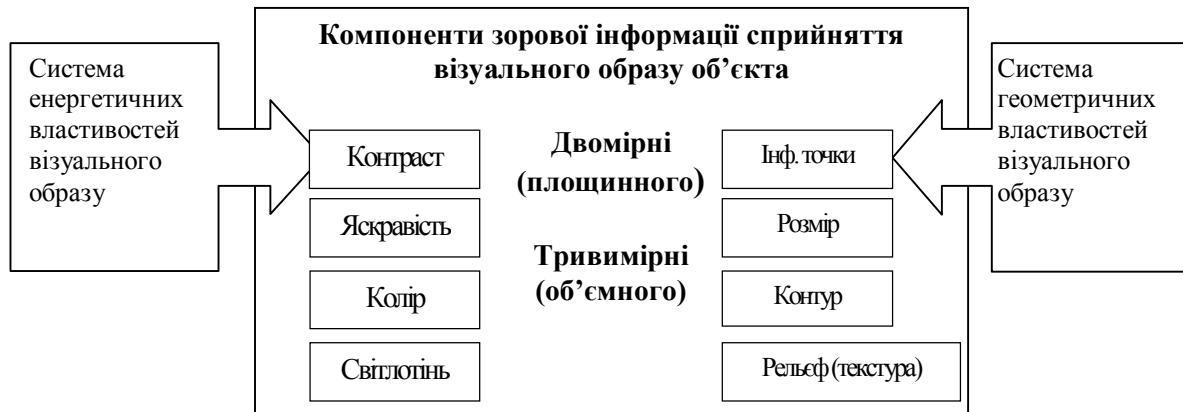 Компоненти зорової інформації сприйняття
візуального образу об’єкта
Система
енергетичних
властивостей
візуального
образу
Контраст
Яскравість
Колір
Світлотінь
Двомірні
(площинного)
Тривимірні
(об’ємного)
Інф. точки
Розмір
Контур
Рельєф (текстура)
Система
геометричних
властивостей
візуального
образу